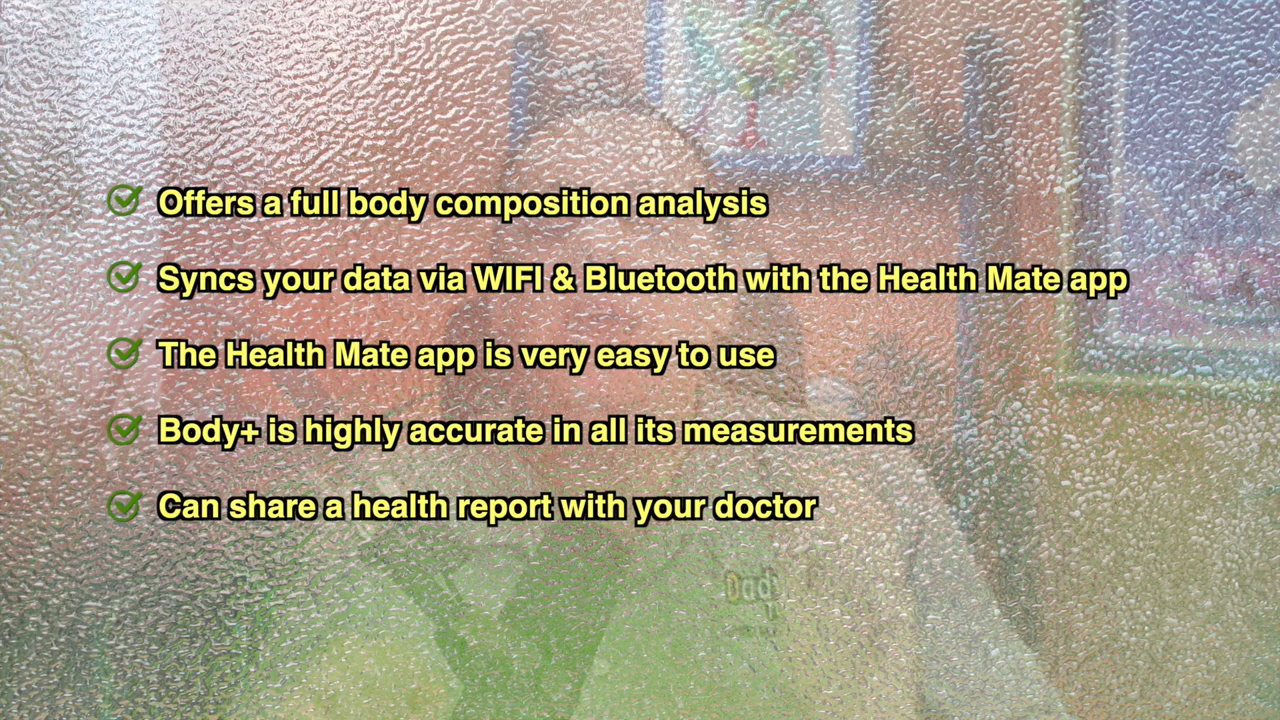 Offers a full body composition analysis
Syncs your data via WIFI & Bluetooth with the Health Mate app
The Health Mate app is very easy to use
Body+ is highly accurate in all its measurements
Can share a health report with your doctor